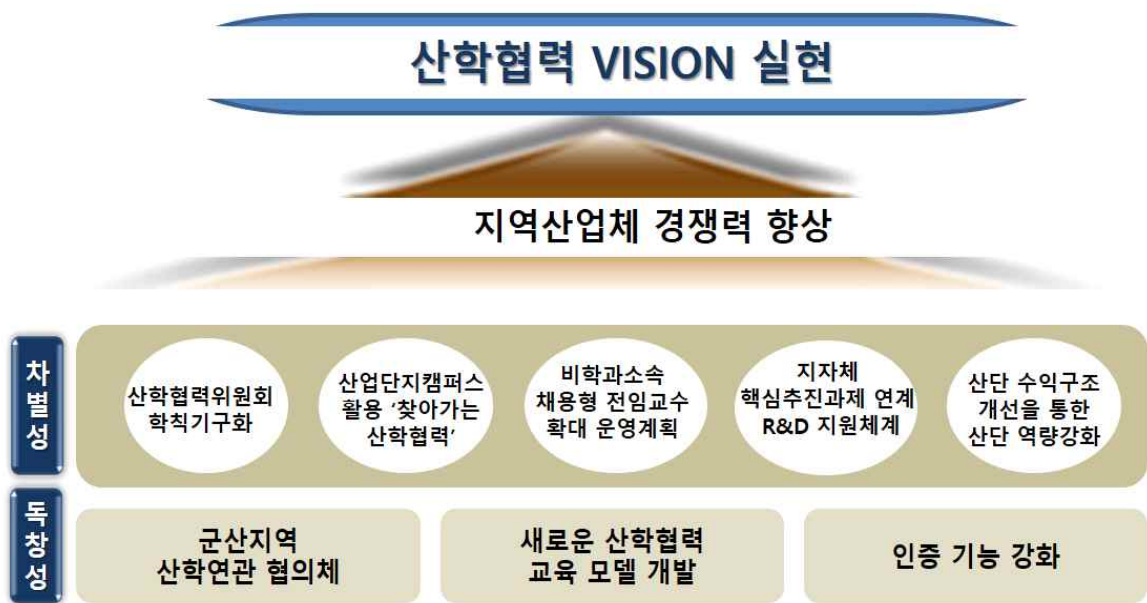 산학협력 VISION 실현
지역산업체 경쟁력 향상
차별성
산학협력위원회
학칙기구화
산업단지캠퍼스
활용 '찾아가는
산학협력'
비학과소속
채용형 전임교수
확대 운영계획
지자체
핵심추진과제 연계
R&D 지원체계
산단 수익구조
개선을 통한
산단 역량강화
독창성
군산지역
산학연관 협의체
새로운 산학협력
교육 모델 개발
인증 기능 강화